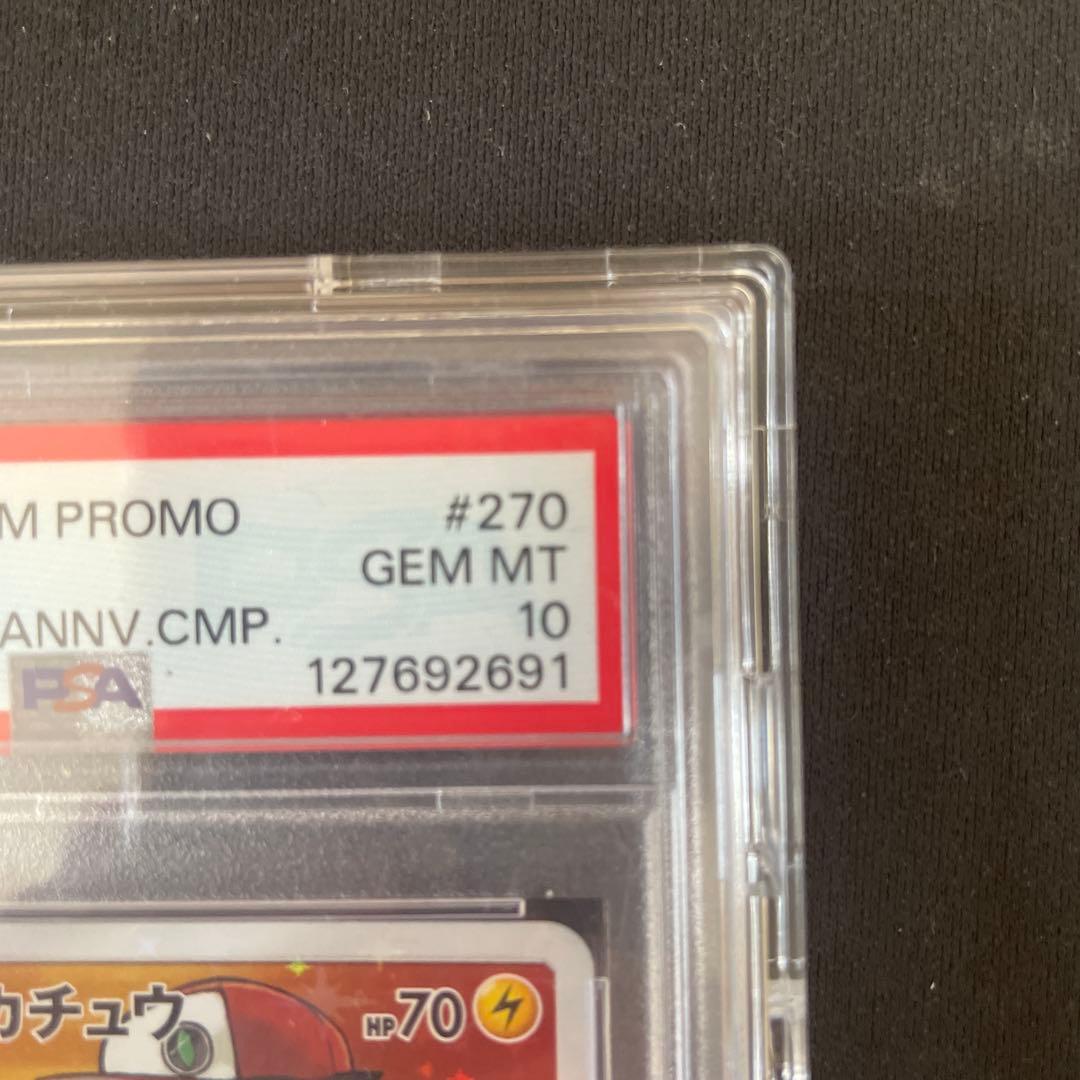 M PROMO #270
GEM MT
ANNV.CMP. 10
PSA 127692691
カチュウ HP70